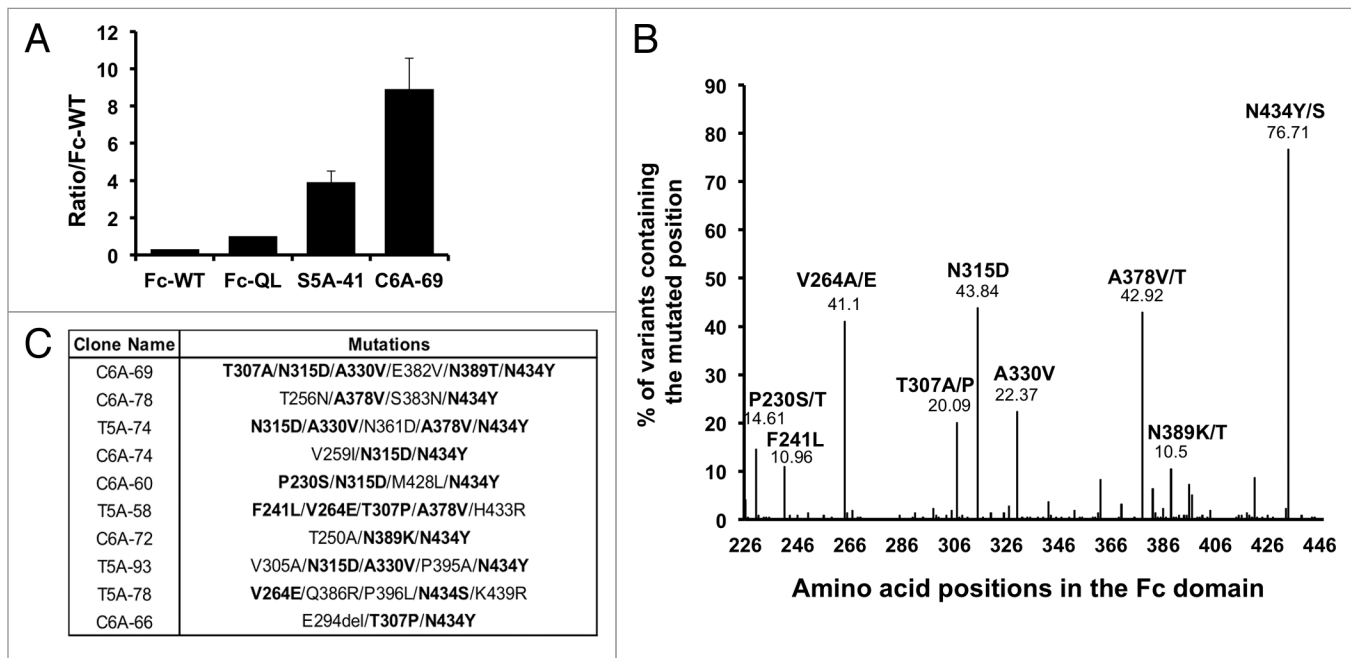 A
Ratio/Fc-WT
12
10
8
6
4
2
0
Fc-WT Fc-QL S5A-41 C6A-69
C
Clone Name Mutations
C6A-69 T307A/N315D/A330V/E382V/N389T/N434Y
C6A-78 T256N/A378V/S383N/N434Y
T5A-74 N315D/A330V/N361D/A378V/N434Y
C6A-74 V259I/N315D/N434Y
C6A-60 P230S/N315D/M428L/N434Y
T5A-58 F241L/V264E/T307P/A378V/H433R
C6A-72 T250A/N389K/N434Y
T5A-93 V305A/N315D/A330V/P395A/N434Y
T5A-78 V264E/Q386R/P396L/N434S/K439R
C6A-66 E294del/T307P/N434Y
B
% of variants containing
the mutated position
90
80
70
60
50
40
30
20
10
0
N434Y/S
76.71
V264A/E
41.1
N315D
43.84
A378V/T
42.92
T307A/P
20.09
A330V
22.37
P230S/T
14.61
F241L
10.96
N389K/T
10.5
226 246 266 286 306 326 346 366 386 406 426 446
Amino acid positions in the Fc domain